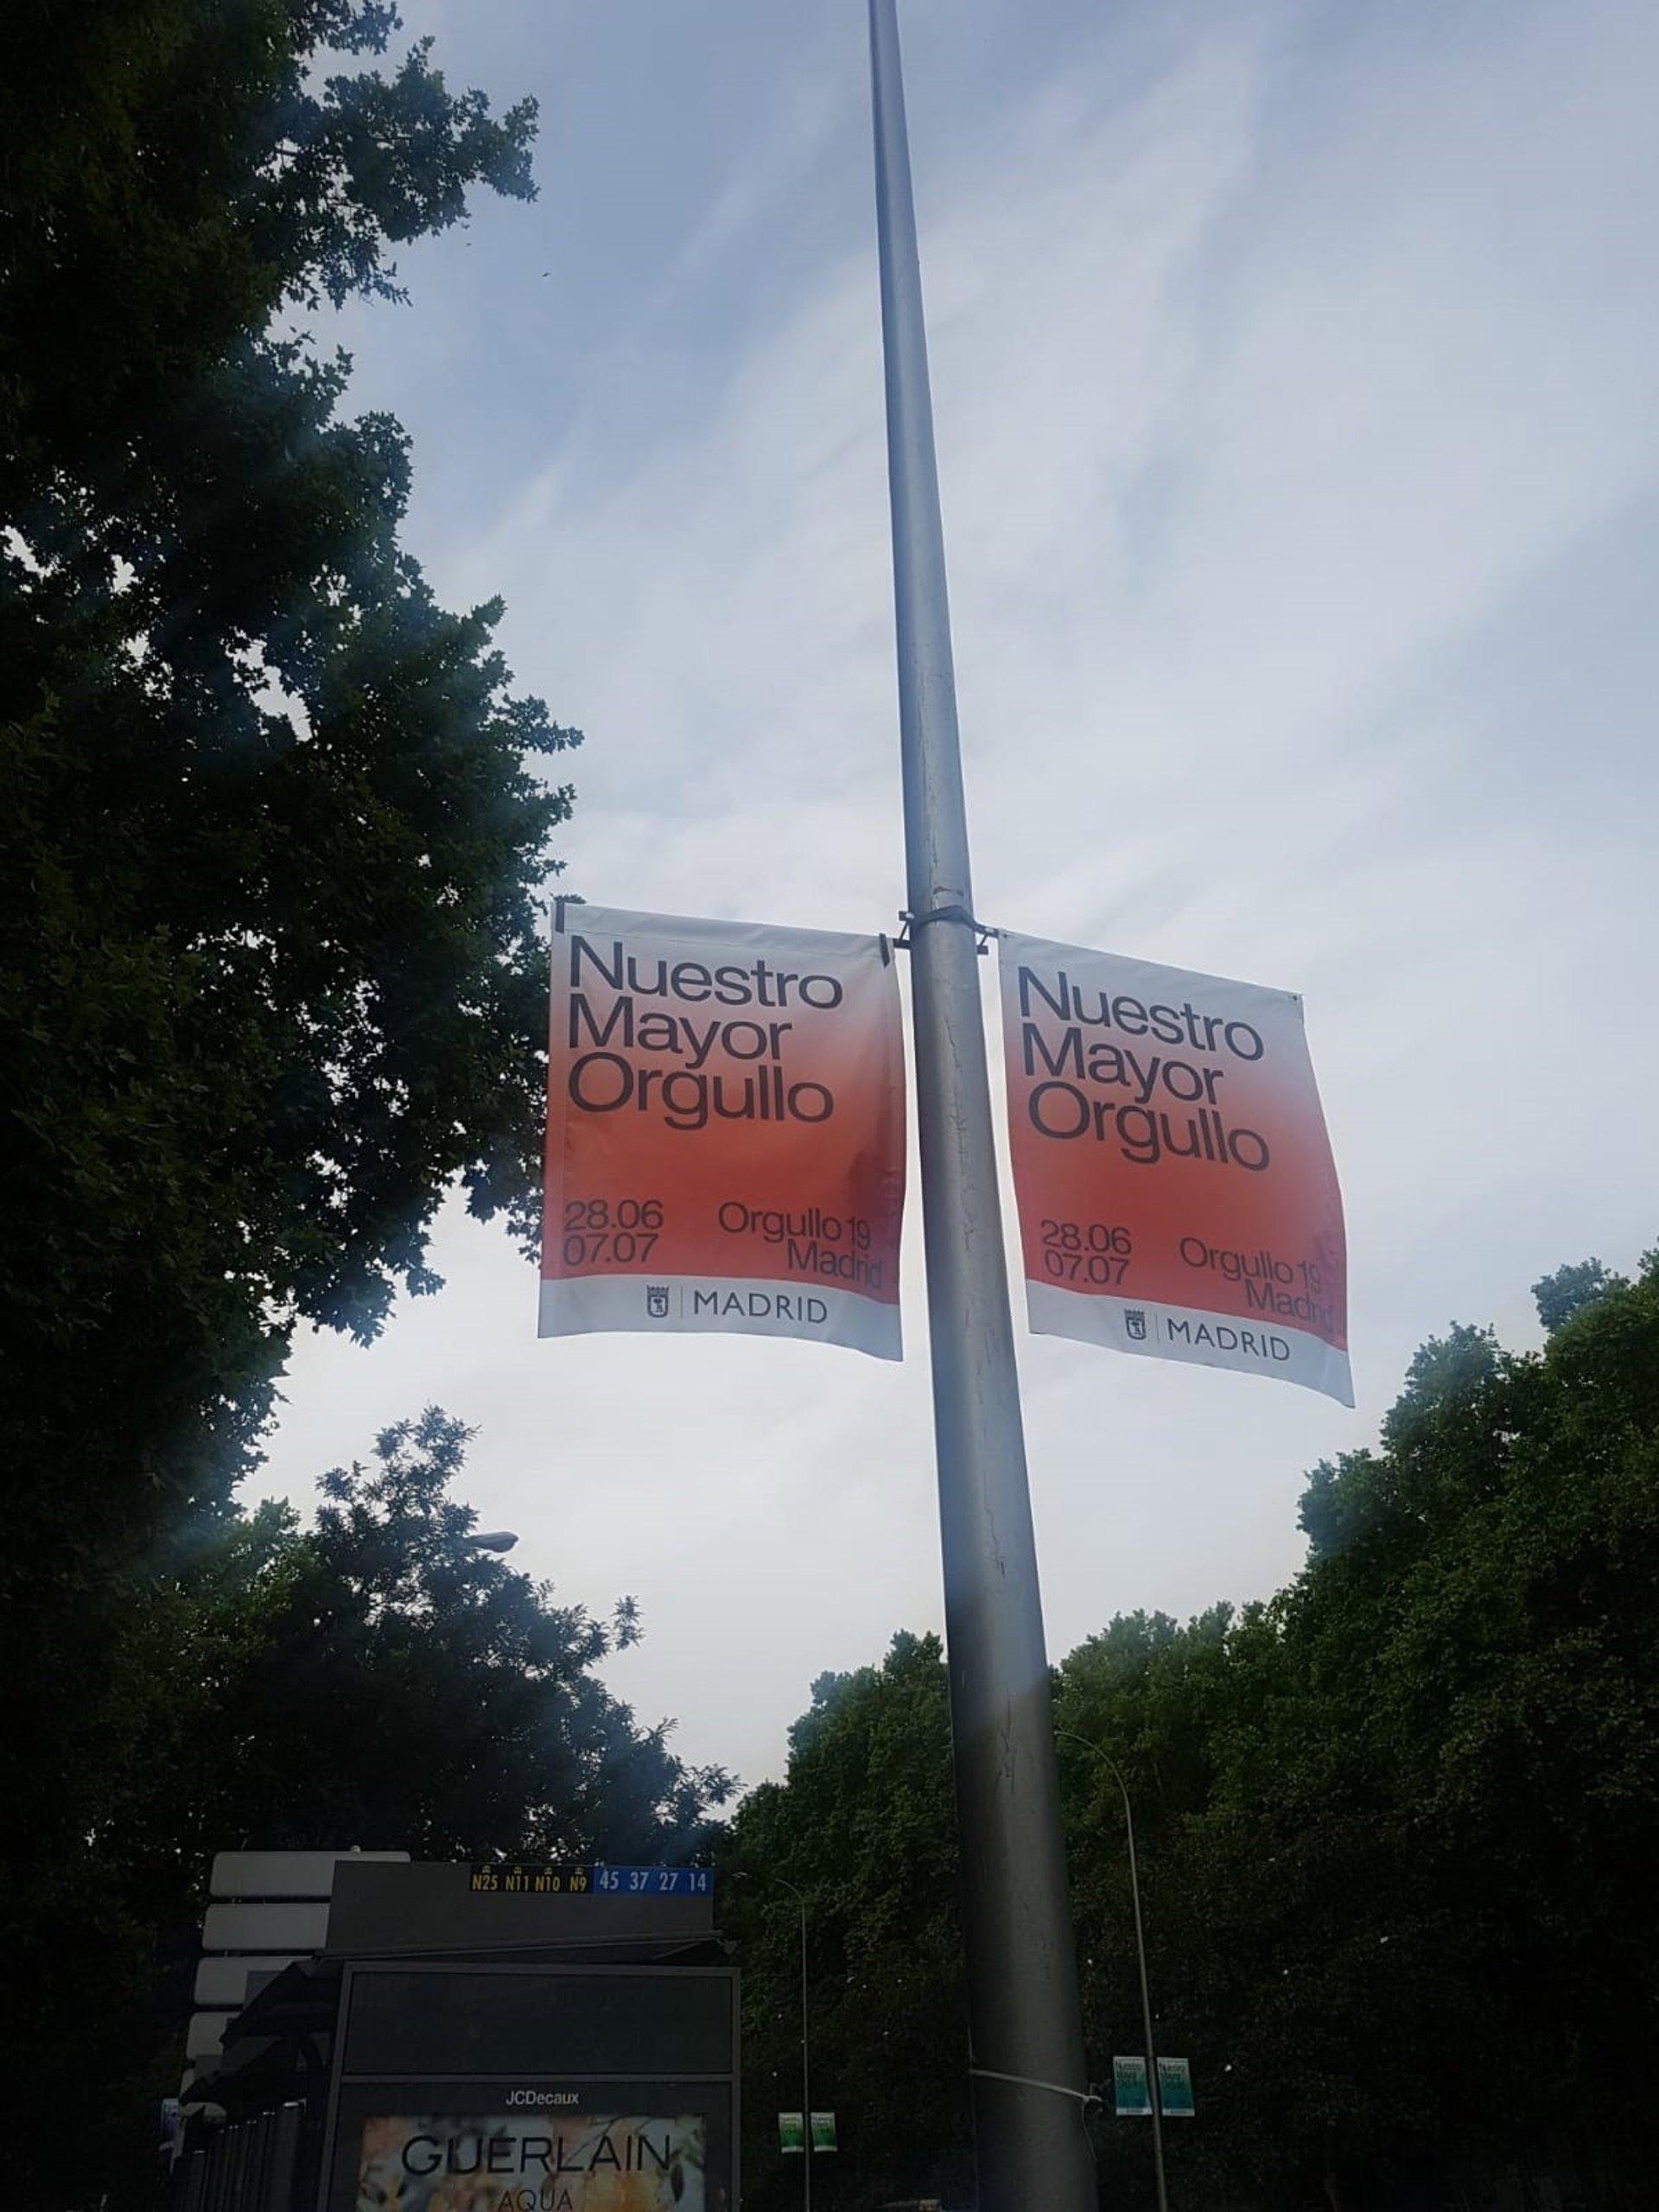 Nuestro
Mayor
Orgullo
28.06
07.07
Orgullo 19
Madrid
MADRID
Nuestro
Mayor
Orgullo
28.06
07.07
Orgullo 19
Madrid
MADRID
N25 N11 N10 N9 45 37 27 14
JCDecaux
GUERLAIN
AQUA